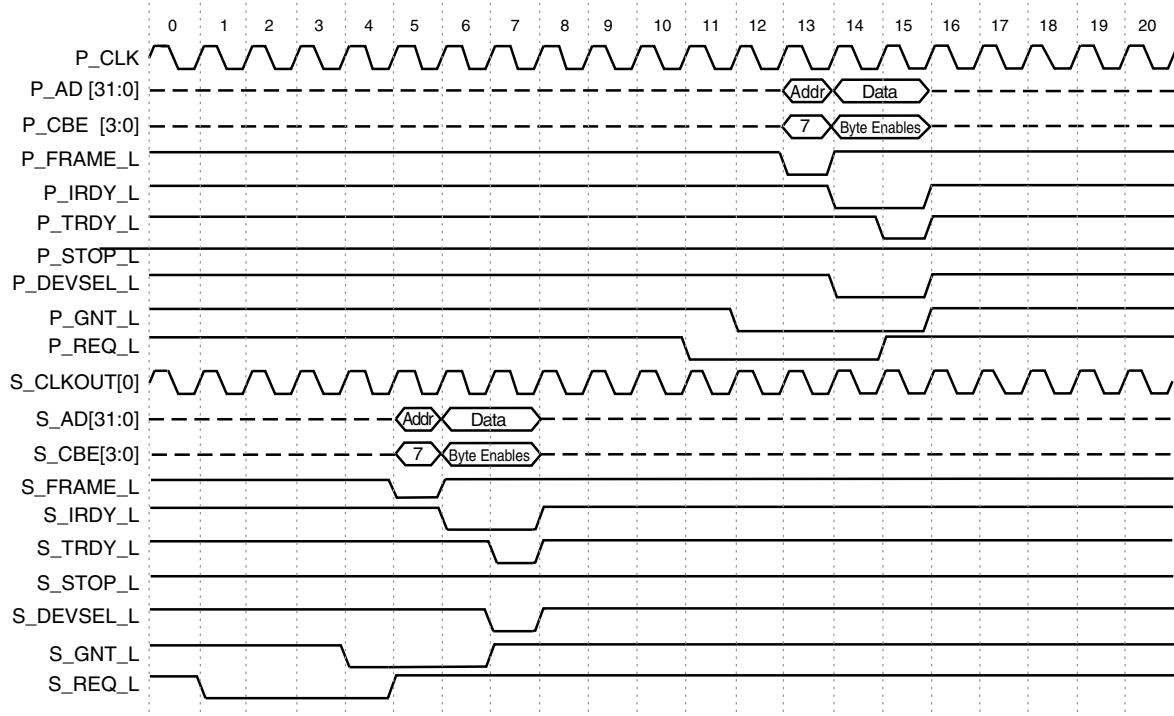 0 1 2 3 4 5 6 7 8 9 10 11 12 13 14 15 16 17 18 19 20
P_CLK
P_AD [31:0] Addr Data
P_CBE [3:0] 7 Byte Enables
P_FRAME_L
P_IRDY_L
P_TRDY_L
P_STOP_L
P_DEVSEL_L
P_GNT_L
P_REQ_L
S_CLKOUT[0]
S_AD[31:0] Addr Data
S_CBE[3:0] 7 Byte Enables
S_FRAME_L
S_IRDY_L
S_TRDY_L
S_STOP_L
S_DEVSEL_L
S_GNT_L
S_REQ_L